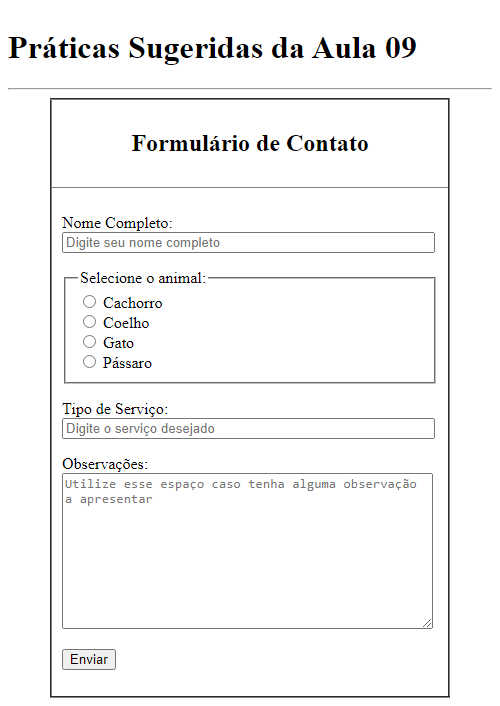 Práticas Sugeridas da Aula 09
Formulário de Contato
Nome Completo:
Digite seu nome completo
Selecione o animal:
Cachorro
Coelho
Gato
Pássaro
Tipo de Serviço:
Digite o serviço desejado
Observações:
Utilize esse espaço caso tenha alguma observação
a apresentar
Enviar